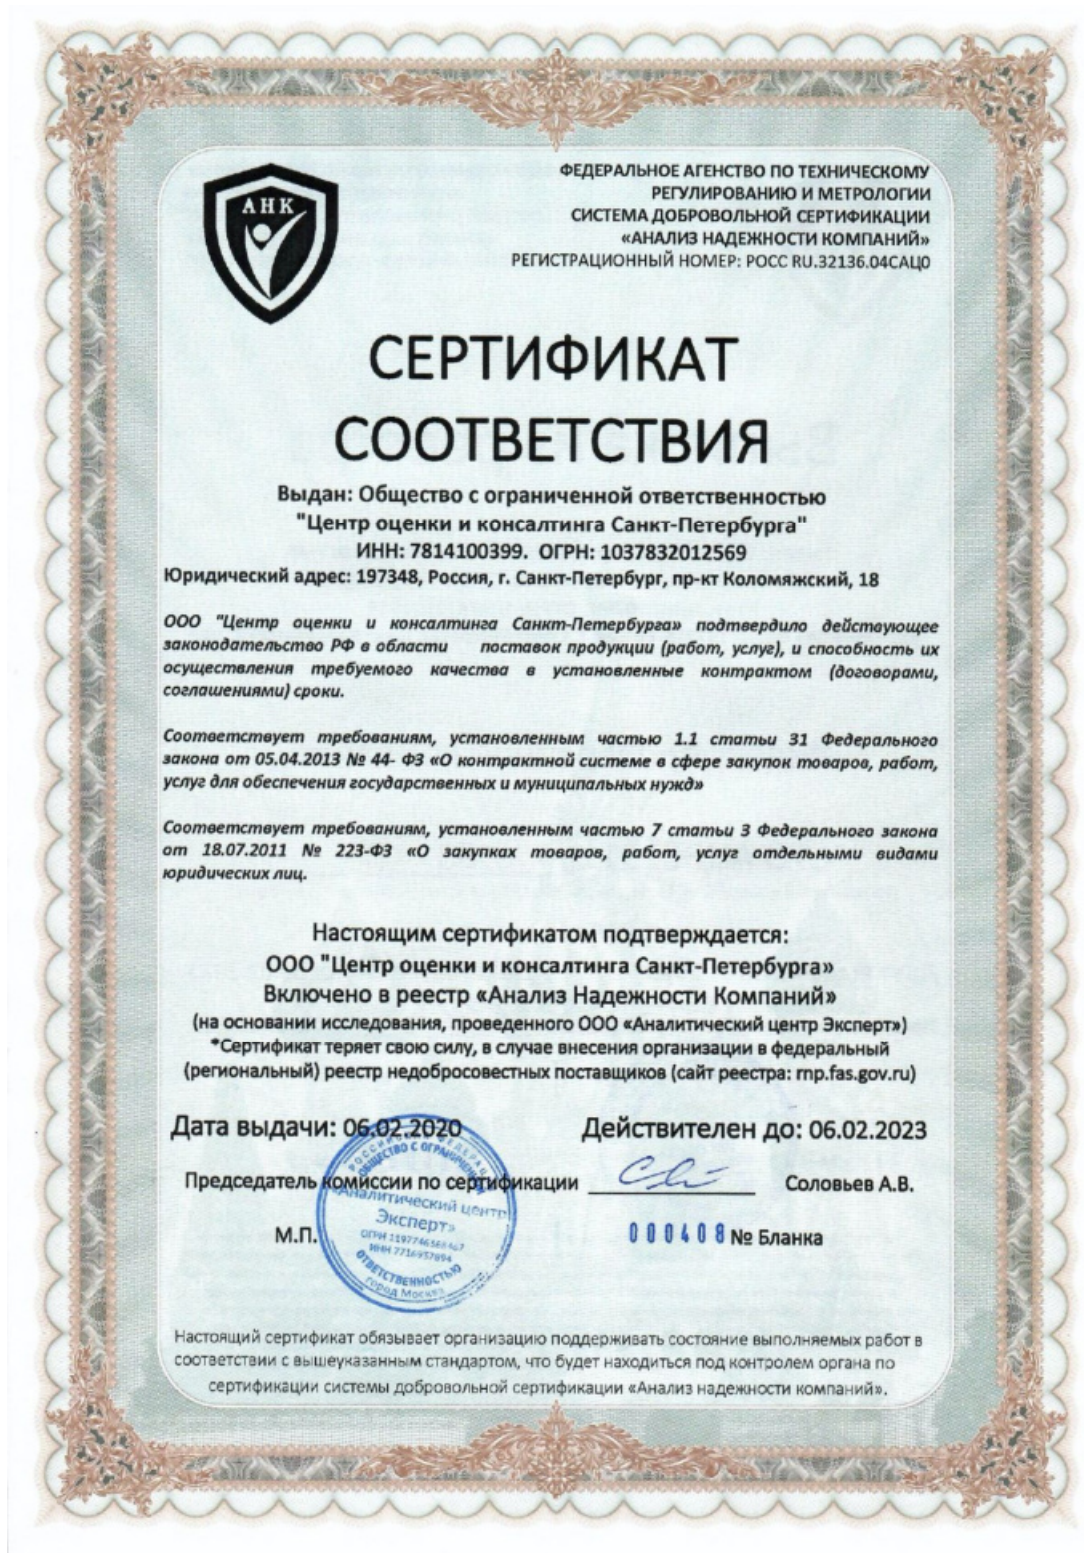 АНК
ФЕДЕРАЛЬНОЕ АГЕНСТВО ПО ТЕХНИЧЕСКОМУ
РЕГУЛИРОВАНИЮ И МЕТРОЛОГИИ
СИСТЕМА ДОБРОВОЛЬНОЙ СЕРТИФИКАЦИИ
«АНАЛИЗ НАДЕЖНОСТИ КОМПАНИЙ»
РЕГИСТРАЦИОННЫЙ НОМЕР: РОСС RU.32136.04САЦ0
СЕРТИФИКАТ
СООТВЕТСТВИЯ
Выдан: Общество с ограниченной ответственностью
"Центр оценки и консалтинга Санкт-Петербурга"
ИНН: 7814100399. ОГРН: 1037832012569
Юридический адрес: 197348, Россия, г. Санкт-Петербург, пр-кт Коломяжский, 18
ООО "Центр оценки и консалтинга Санкт-Петербурга» подтвердило действующее
законодательство РФ в области поставок продукции (работ, услуг), и способность их
осуществления требуемого качества в установленные контрактом (договорами,
соглашениями) сроки.
Соответствует требованиям, установленным частью 1.1 статьи 31 Федерального
закона от 05.04.2013 № 44- ФЗ «О контрактной системе в сфере закупок товаров, работ,
услуг для обеспечения государственных и муниципальных нужд»
Соответствует требованиям, установленным частью 7 статьи 3 Федерального закона
от 18.07.2011 № 223-ФЗ «О закупках товаров, работ, услуг отдельными видами
юридических лиц.
Настоящим сертификатом подтверждается:
ООО "Центр оценки и консалтинга Санкт-Петербурга»
Включено в реестр «Анализ Надежности Компаний»
(на основании исследования, проведенного ООО «Аналитический центр Эксперт»)
*Сертификат теряет свою силу, в случае внесения организации в федеральный
(региональный) реестр недобросовестных поставщиков (сайт реестра: rnp.fas.gov.ru)
Дата выдачи: 06.02.2020 Действителен до: 06.02.2023
Председатель комиссии по сертификации Соловьев А.В.
«Аналитический центр
Эксперт»
ИНН 7716937894
ОТВЕТСТВЕННОСТЬЮ
город Москва
М.П. 000408 № Бланка
Настоящий сертификат обязывает организацию поддерживать состояние выполняемых работ в
соответствии с вышеуказанным стандартом, что будет находиться под контролем органа по
сертификации системы добровольной сертификации «Анализ надежности компаний».